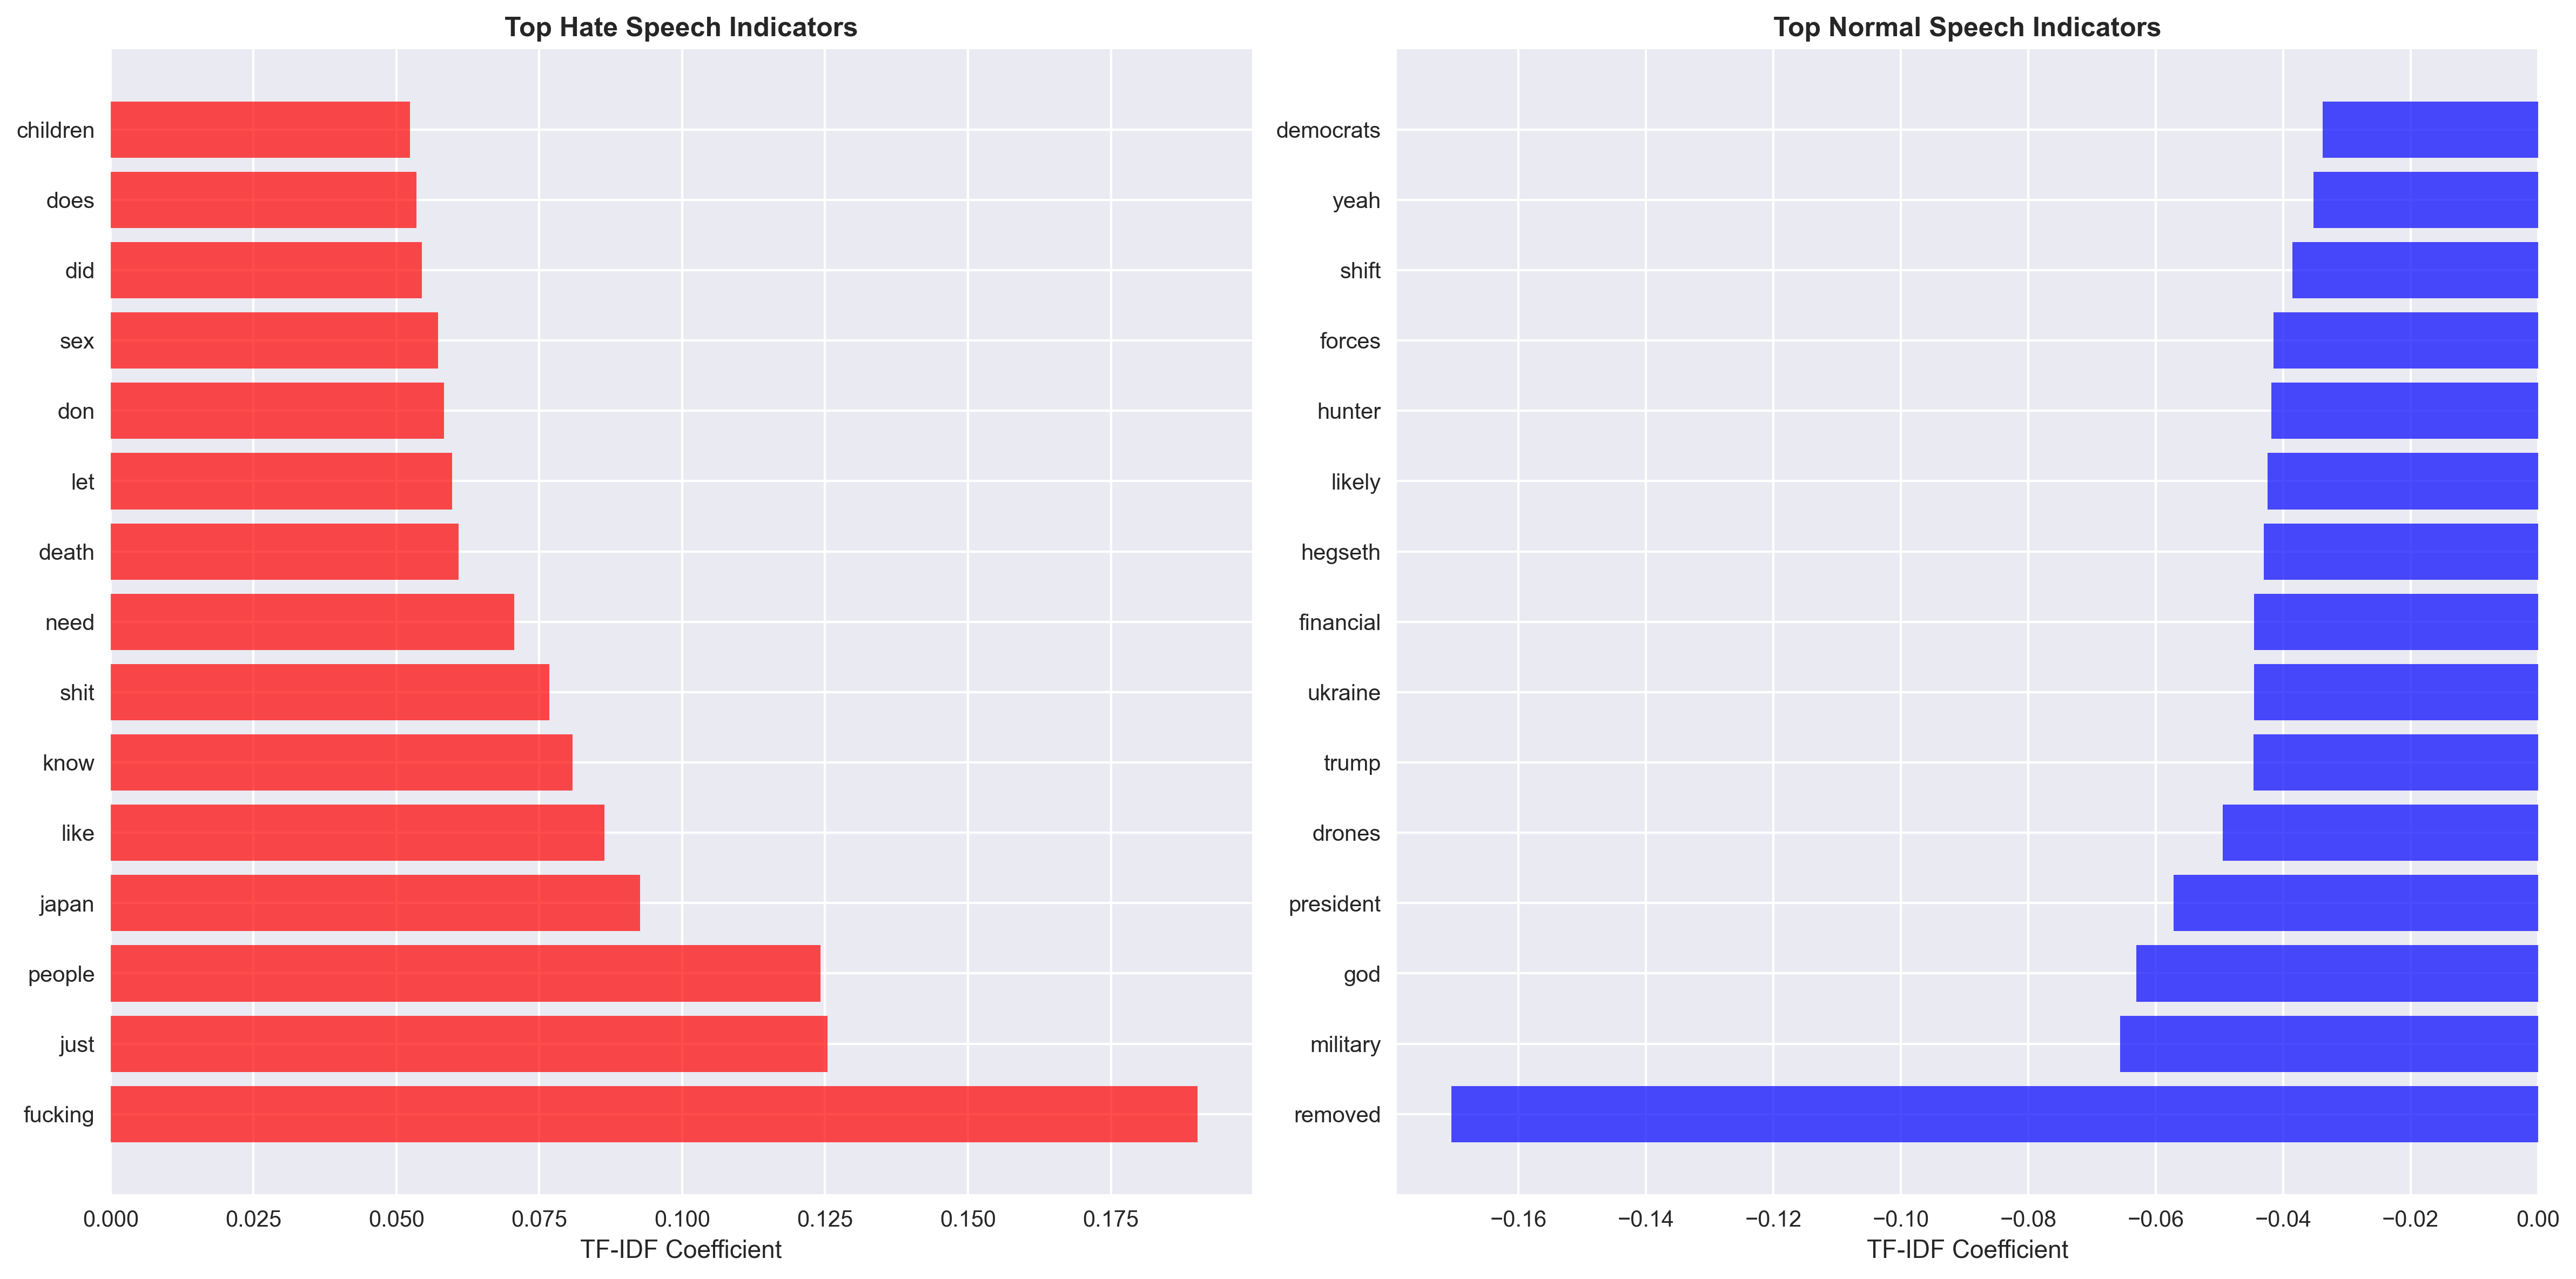 Top Hate Speech Indicators
children
does
did
sex
don
let
death
need
shit
know
like
japan
people
just
fucking
0.000 0.025 0.050 0.075 0.100 0.125 0.150 0.175
TF-IDF Coefficient
Top Normal Speech Indicators
democrats
yeah
shift
forces
hunter
likely
hegseth
financial
ukraine
trump
drones
president
god
military
removed
−0.16 −0.14 −0.12 −0.10 −0.08 −0.06 −0.04 −0.02 0.00
TF-IDF Coefficient